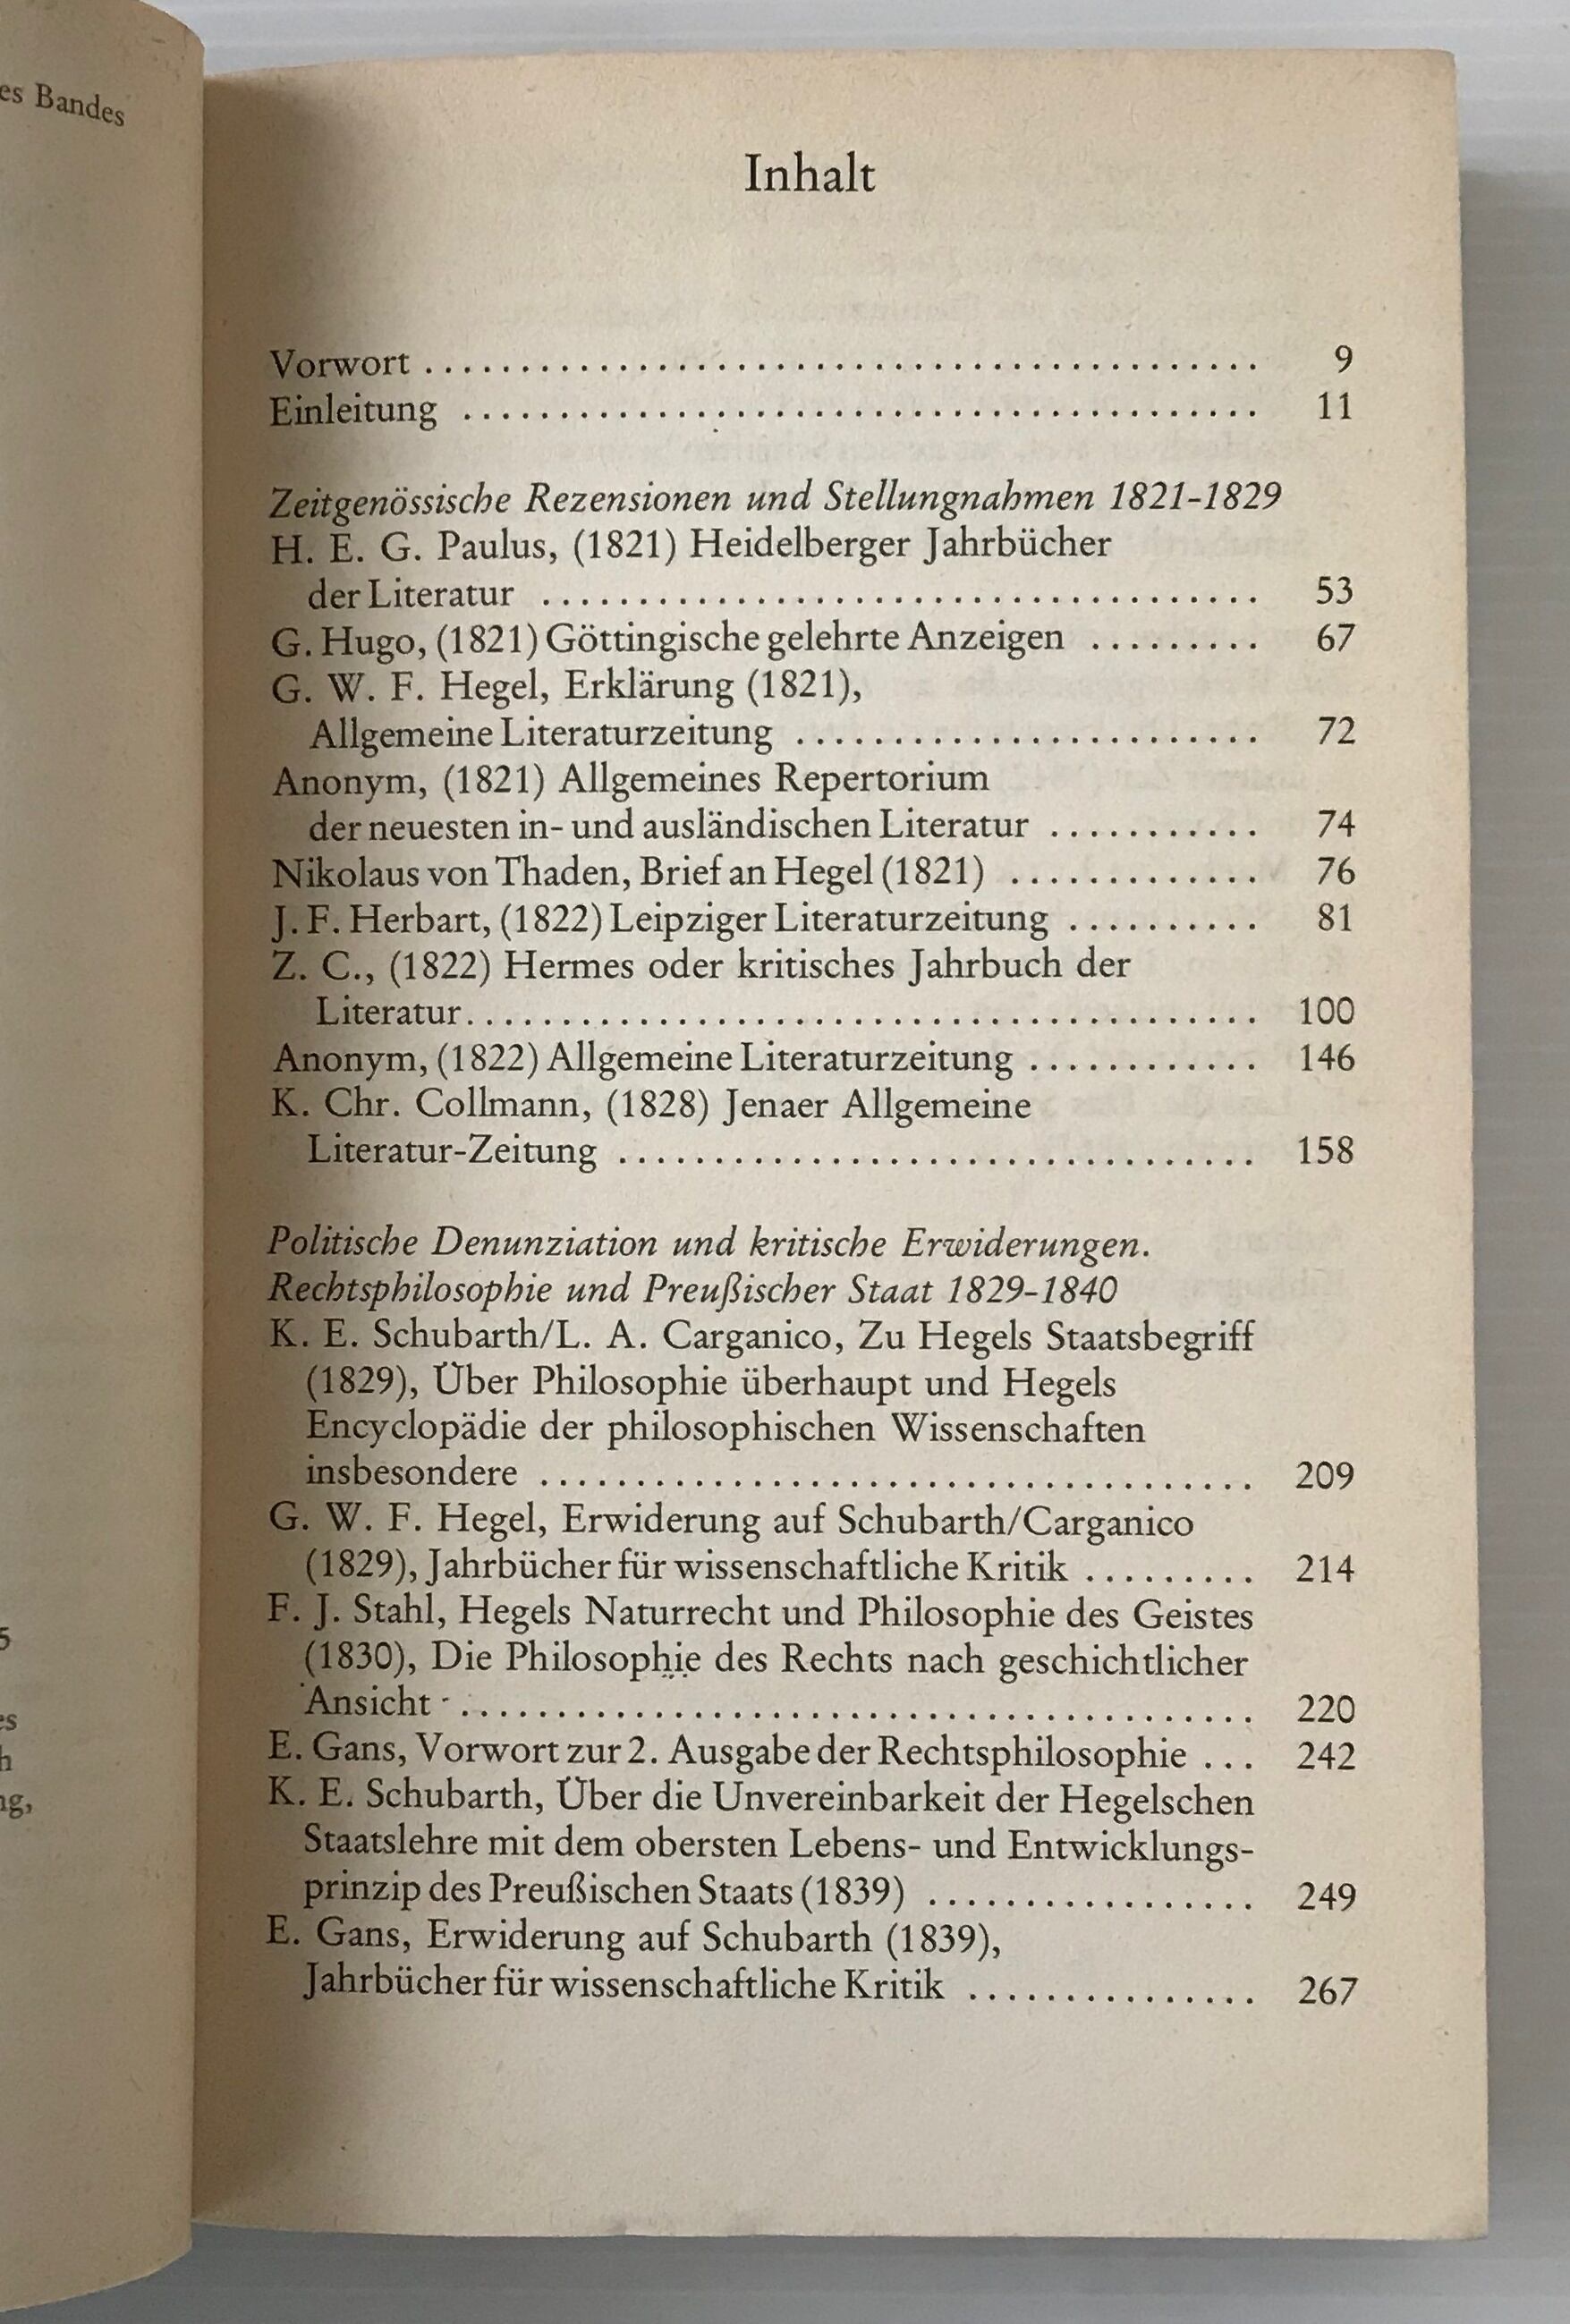 es Bandes
5
es
h
ng,
Inhalt
Vorwort . . . . . . . . . . . . . . . . . . . . . . . . . . . . . . . . . . . . . . . . . . . 9
Einleitung . . . . . . . . . . . . . . . . . . . . . . . . . . . . . . . . . . . . . . . . . 11
Zeitgenössische Rezensionen und Stellungnahmen 1821–1829
H. E. G. Paulus, (1821) Heidelberger Jahrbücher
der Literatur . . . . . . . . . . . . . . . . . . . . . . . . . . . . . . . . . . . . . 53
G. Hugo, (1821) Göttingische gelehrte Anzeigen . . . . . . . . . 67
G. W. F. Hegel, Erklärung (1821),
Allgemeine Literaturzeitung . . . . . . . . . . . . . . . . . . . . . . . . 72
Anonym, (1821) Allgemeines Repertorium
der neuesten in- und ausländischen Literatur . . . . . . . . . . . 74
Nikolaus von Thaden, Brief an Hegel (1821) . . . . . . . . . . . . . 76
J. F. Herbart, (1822) Leipziger Literaturzeitung . . . . . . . . . . 81
Z. C., (1822) Hermes oder kritisches Jahrbuch der
Literatur. . . . . . . . . . . . . . . . . . . . . . . . . . . . . . . . . . . . . . . . . 100
Anonym, (1822) Allgemeine Literaturzeitung . . . . . . . . . . . . 146
K. Chr. Collmann, (1828) Jenaer Allgemeine
Literatur-Zeitung . . . . . . . . . . . . . . . . . . . . . . . . . . . . . . . . . 158
Politische Denunziation und kritische Erwiderungen.
Rechtsphilosophie und Preußischer Staat 1829–1840
K. E. Schubarth/L. A. Carganico, Zu Hegels Staatsbegriff
(1829), Über Philosophie überhaupt und Hegels
Encyclopädie der philosophischen Wissenschaften
insbesondere . . . . . . . . . . . . . . . . . . . . . . . . . . . . . . . . . . . . . 209
G. W. F. Hegel, Erwiderung auf Schubarth/Carganico
(1829), Jahrbücher für wissenschaftliche Kritik . . . . . . . . . 214
F. J. Stahl, Hegels Naturrecht und Philosophie des Geistes
(1830), Die Philosophie des Rechts nach geschichtlicher
Ansicht . . . . . . . . . . . . . . . . . . . . . . . . . . . . . . . . . . . . . . . . . 220
E. Gans, Vorwort zur 2. Ausgabe der Rechtsphilosophie . . . 242
K. E. Schubarth, Über die Unvereinbarkeit der Hegelschen
Staatslehre mit dem obersten Lebens- und Entwicklungs-
prinzip des Preußischen Staats (1839) . . . . . . . . . . . . . . . . . 249
E. Gans, Erwiderung auf Schubarth (1839),
Jahrbücher für wissenschaftliche Kritik . . . . . . . . . . . . . . . 267